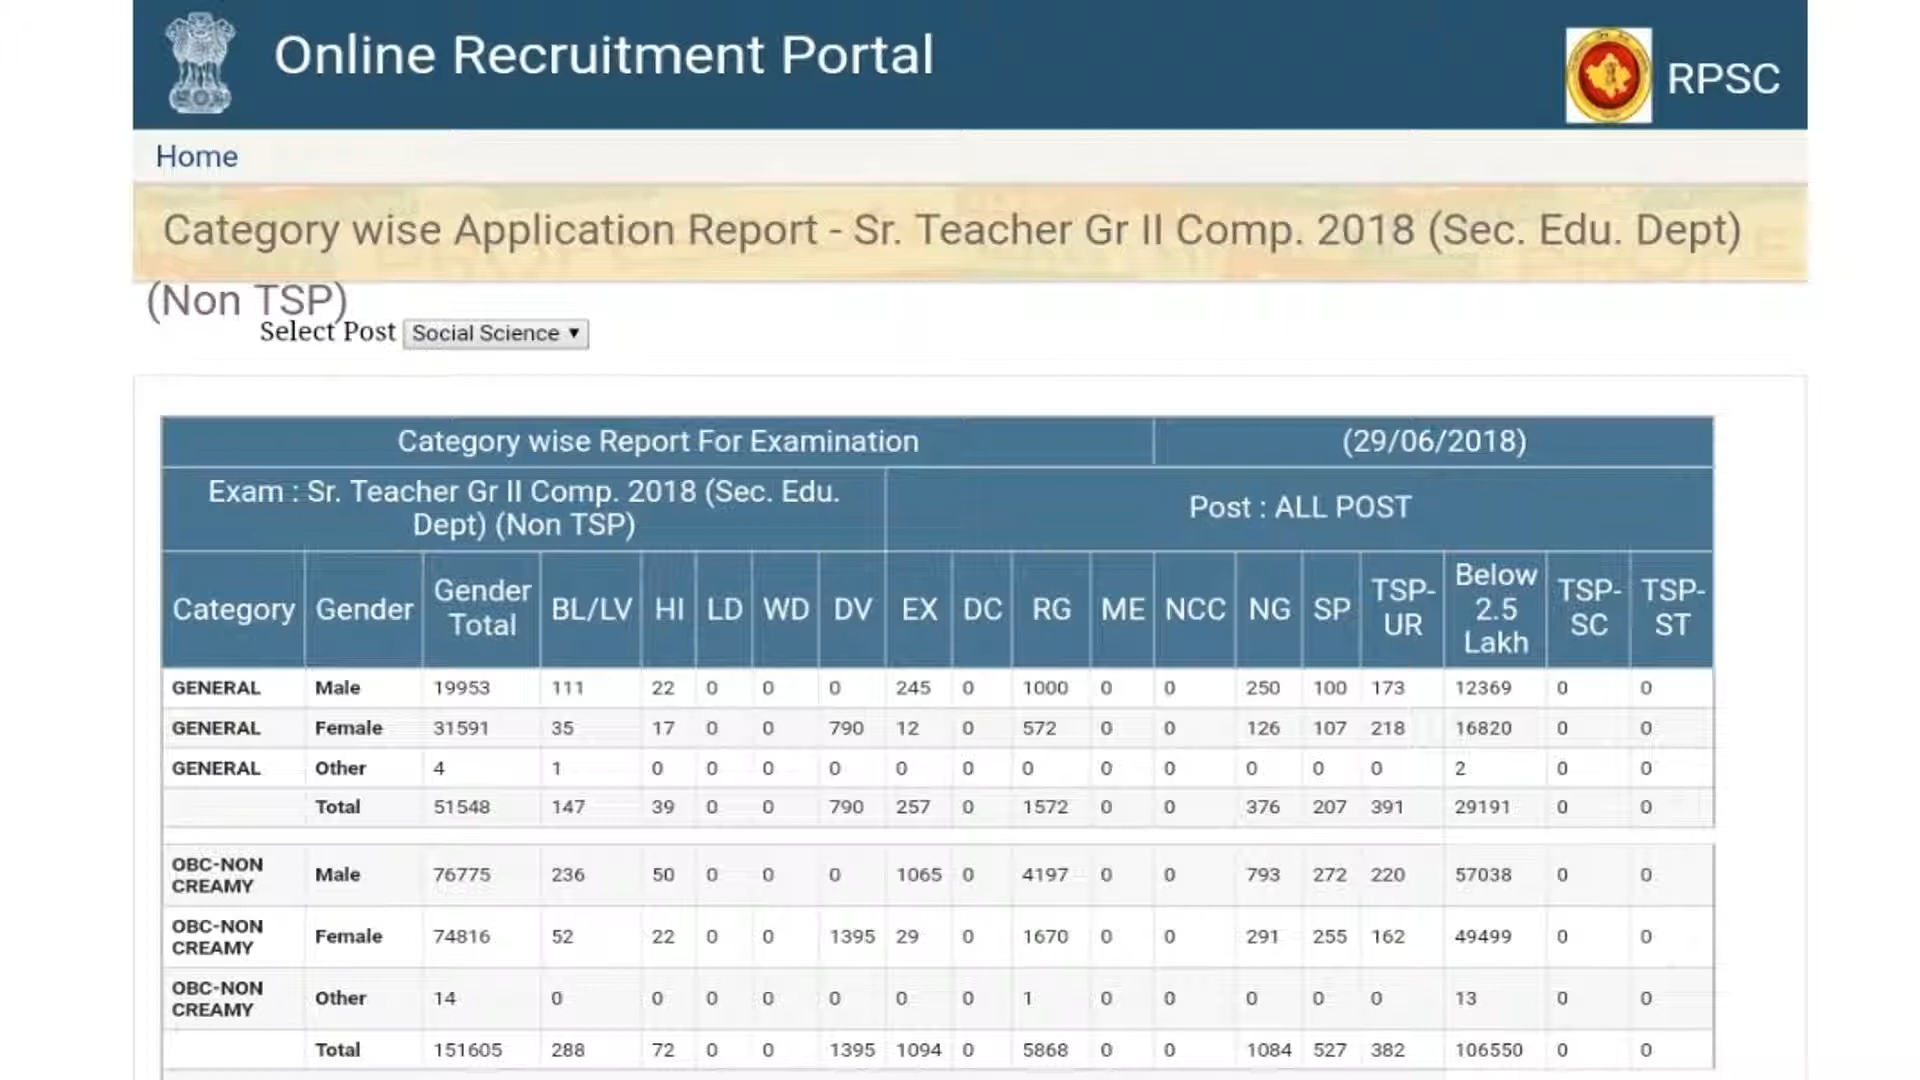 Online Recruitment Portal
RPSC
Home
Category wise Application Report - Sr. Teacher Gr II Comp. 2018 (Sec. Edu. Dept)
(Non TSP)
Select Post Social Science ▼
Category wise Report For Examination (29/06/2018)
Exam : Sr. Teacher Gr II Comp. 2018 (Sec. Edu.
Dept) (Non TSP)
Post : ALL POST
Category Gender Gender Total BL/LV HI LD WD DV EX DC RG ME NCC NG SP TSP-UR Below 2.5 Lakh TSP-SC TSP-ST
GENERAL Male 19953 111 22 0 0 0 245 0 1000 0 0 250 100 173 12369 0 0
GENERAL Female 31591 35 17 0 0 790 12 0 572 0 0 126 107 218 16820 0 0
GENERAL Other 4 1 0 0 0 0 0 0 0 0 0 0 0 0 2 0 0
Total 51548 147 39 0 0 790 257 0 1572 0 0 376 207 391 29191 0 0
OBC-NON CREAMY Male 76775 236 50 0 0 0 1065 0 4197 0 0 793 272 220 57038 0 0
OBC-NON CREAMY Female 74816 52 22 0 0 1395 29 0 1670 0 0 291 255 162 49499 0 0
OBC-NON CREAMY Other 14 0 0 0 0 0 0 0 1 0 0 0 0 0 13 0 0
Total 151605 288 72 0 0 1395 1094 0 5868 0 0 1084 527 382 106550 0 0